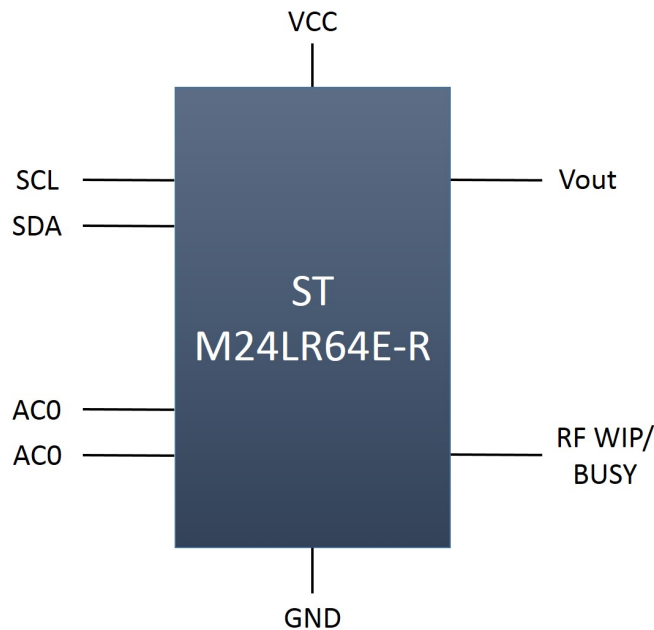 VCC
SCL
Vout
SDA
ST
M24LR64E-R
AC0
AC0
RF WIP/
BUSY
GND